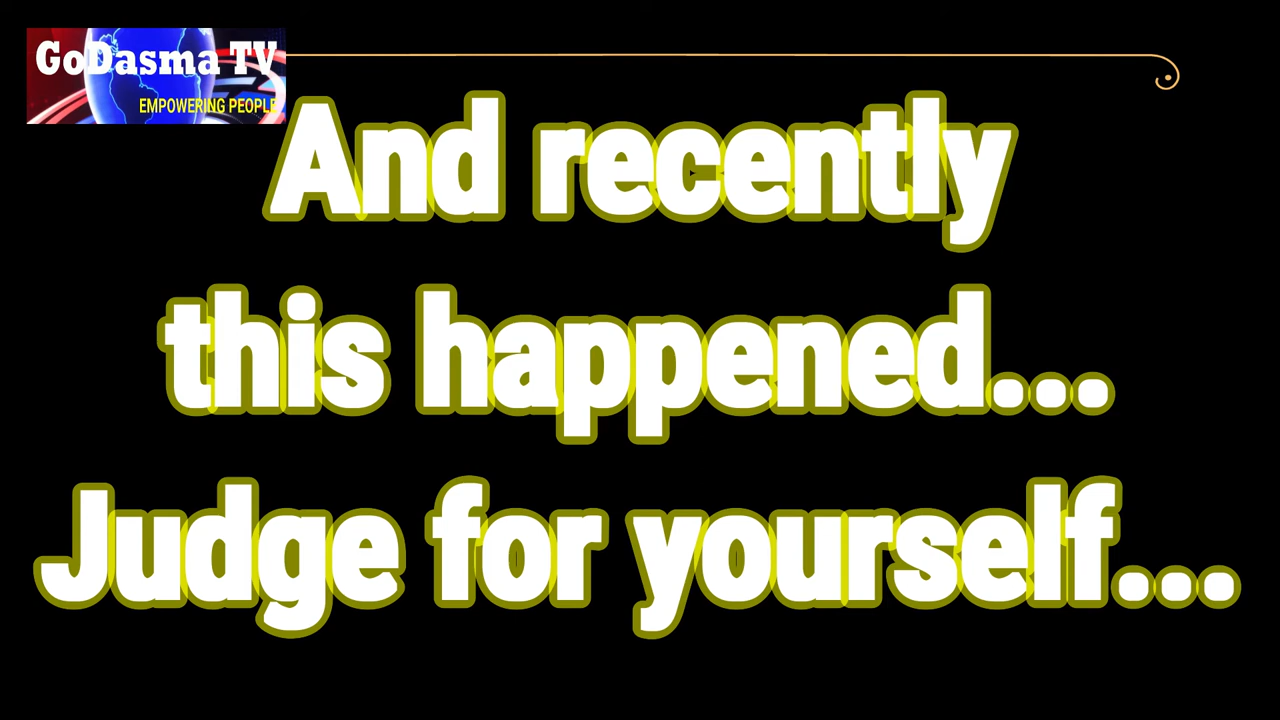 GoDasma TV
EMPOWERING PEOPLE
And recently
this happened...
Judge for yourself...